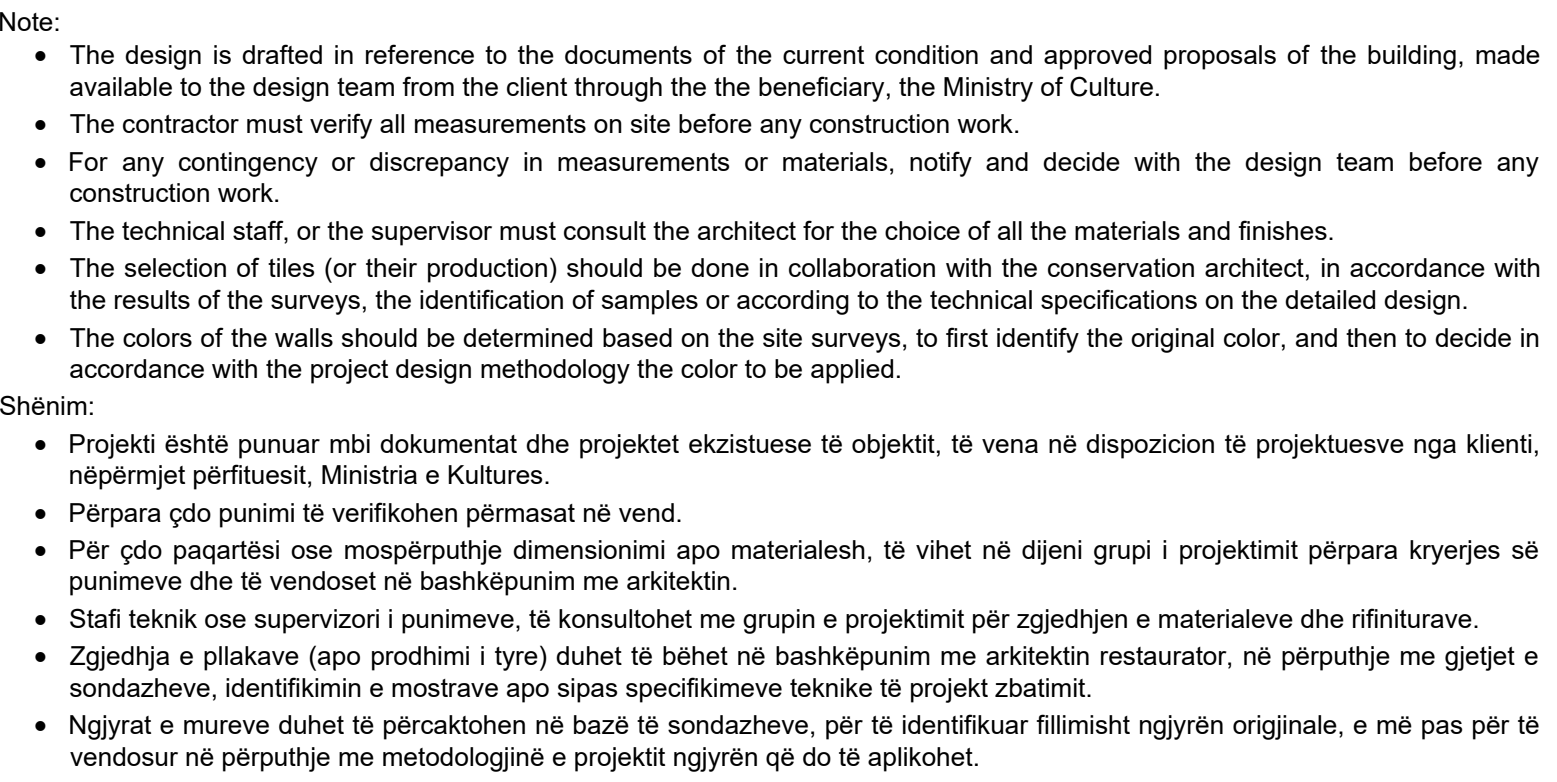 Note:
• The design is drafted in reference to the documents of the current condition and approved proposals of the building, made
available to the design team from the client through the the beneficiary, the Ministry of Culture.
• The contractor must verify all measurements on site before any construction work.
• For any contingency or discrepancy in measurements or materials, notify and decide with the design team before any
construction work.
• The technical staff, or the supervisor must consult the architect for the choice of all the materials and finishes.
• The selection of tiles (or their production) should be done in collaboration with the conservation architect, in accordance with
the results of the surveys, the identification of samples or according to the technical specifications on the detailed design.
• The colors of the walls should be determined based on the site surveys, to first identify the original color, and then to decide in
accordance with the project design methodology the color to be applied.
Shënim:
• Projekti është punuar mbi dokumentat dhe projektet ekzistuese të objektit, të vena në dispozicion të projektuesve nga klienti,
nëpërmjet përfituesit, Ministria e Kultures.
• Përpara çdo punimi të verifikohen përmasat në vend.
• Për çdo paqartësi ose mospërputhje dimensionimi apo materialesh, të vihet në dijeni grupi i projektimit përpara kryerjes së
punimeve dhe të vendoset në bashkëpunim me arkitektin.
• Stafi teknik ose supervizori i punimeve, të konsultohet me grupin e projektimit për zgjedhjen e materialeve dhe rifiniturave.
• Zgjedhja e pllakave (apo prodhimi i tyre) duhet të bëhet në bashkëpunim me arkitektin restaurator, në përputhje me gjetjet e
sondazheve, identifikimin e mostrave apo sipas specifikimeve teknike të projekt zbatimit.
• Ngjyrat e mureve duhet të përcaktohen në bazë të sondazheve, për të identifikuar fillimisht ngjyrën origjinale, e më pas për të
vendosur në përputhje me metodologjinë e projektit ngjyrën që do të aplikohet.